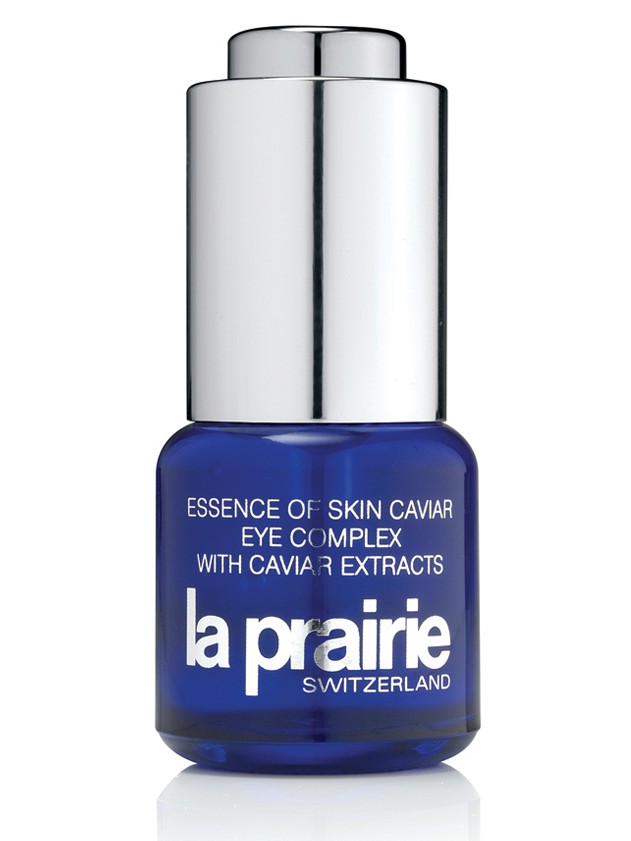 ESSENCE OF SKIN CAVIAR
EYE COMPLEX
WITH CAVIAR EXTRACTS
la prairie
SWITZERLAND